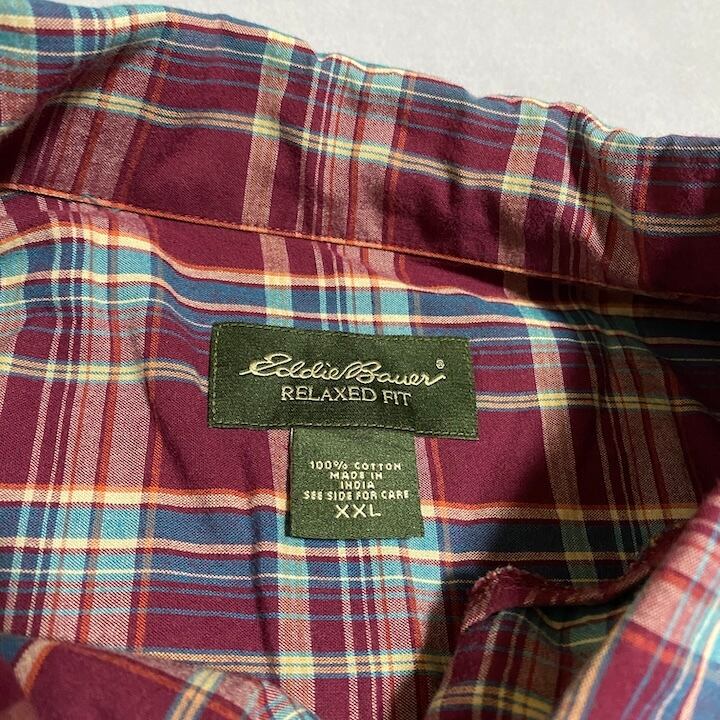 Eddie Bauer®
RELAXED FIT
100% COTTON
MADE IN
INDIA
SEE SIDE FOR CARE
XXL